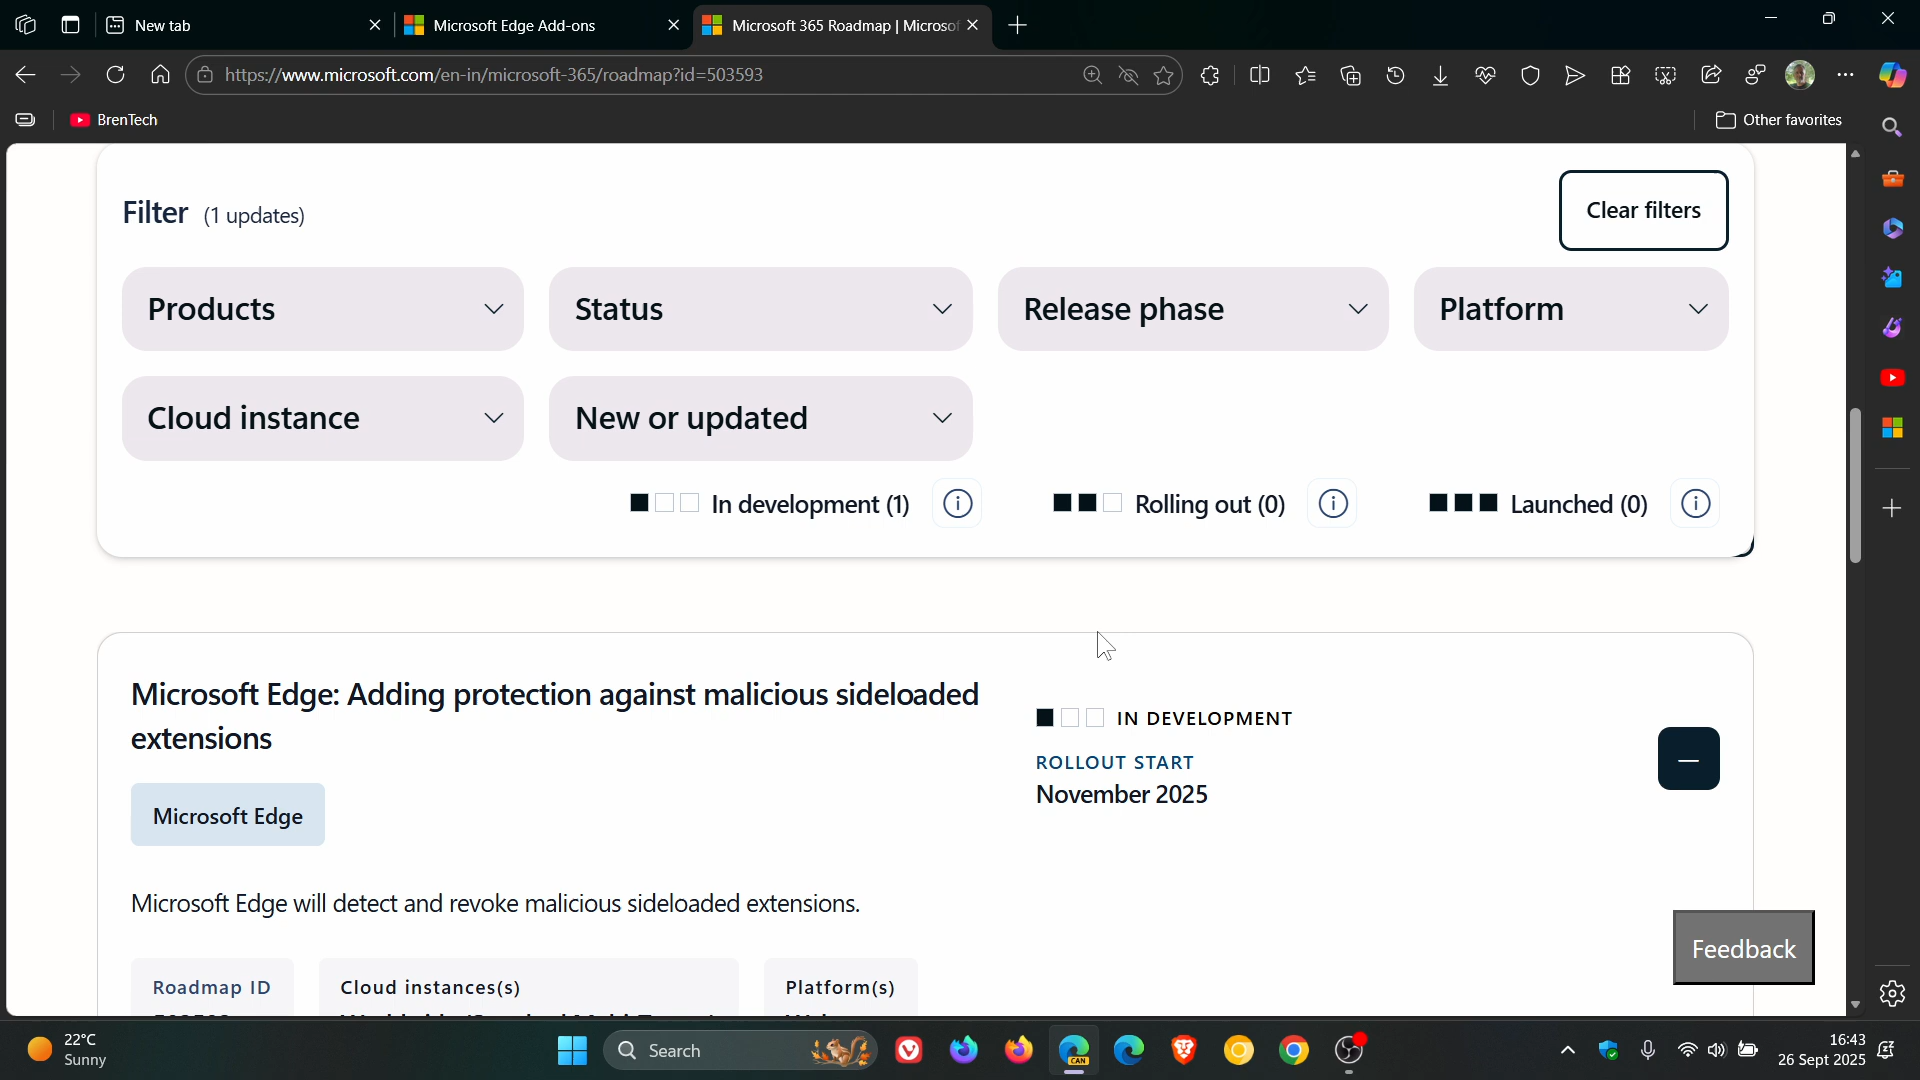 New tab
Microsoft Edge Add-ons
Microsoft 365 Roadmap | Microsof
https://www.microsoft.com/en-in/microsoft-365/roadmap?id=503593
BrenTech
Other favorites
Filter (1 updates)
Clear filters
Products
Status
Release phase
Platform
Cloud instance
New or updated
In development (1)
Rolling out (0)
Launched (0)
Microsoft Edge: Adding protection against malicious sideloaded
extensions
IN DEVELOPMENT
ROLLOUT START
November 2025
Microsoft Edge
Microsoft Edge will detect and revoke malicious sideloaded extensions.
Feedback
Roadmap ID
Cloud instances(s)
Platform(s)
22°C
Sunny
Search
CAN
16:43
26 Sept 2025